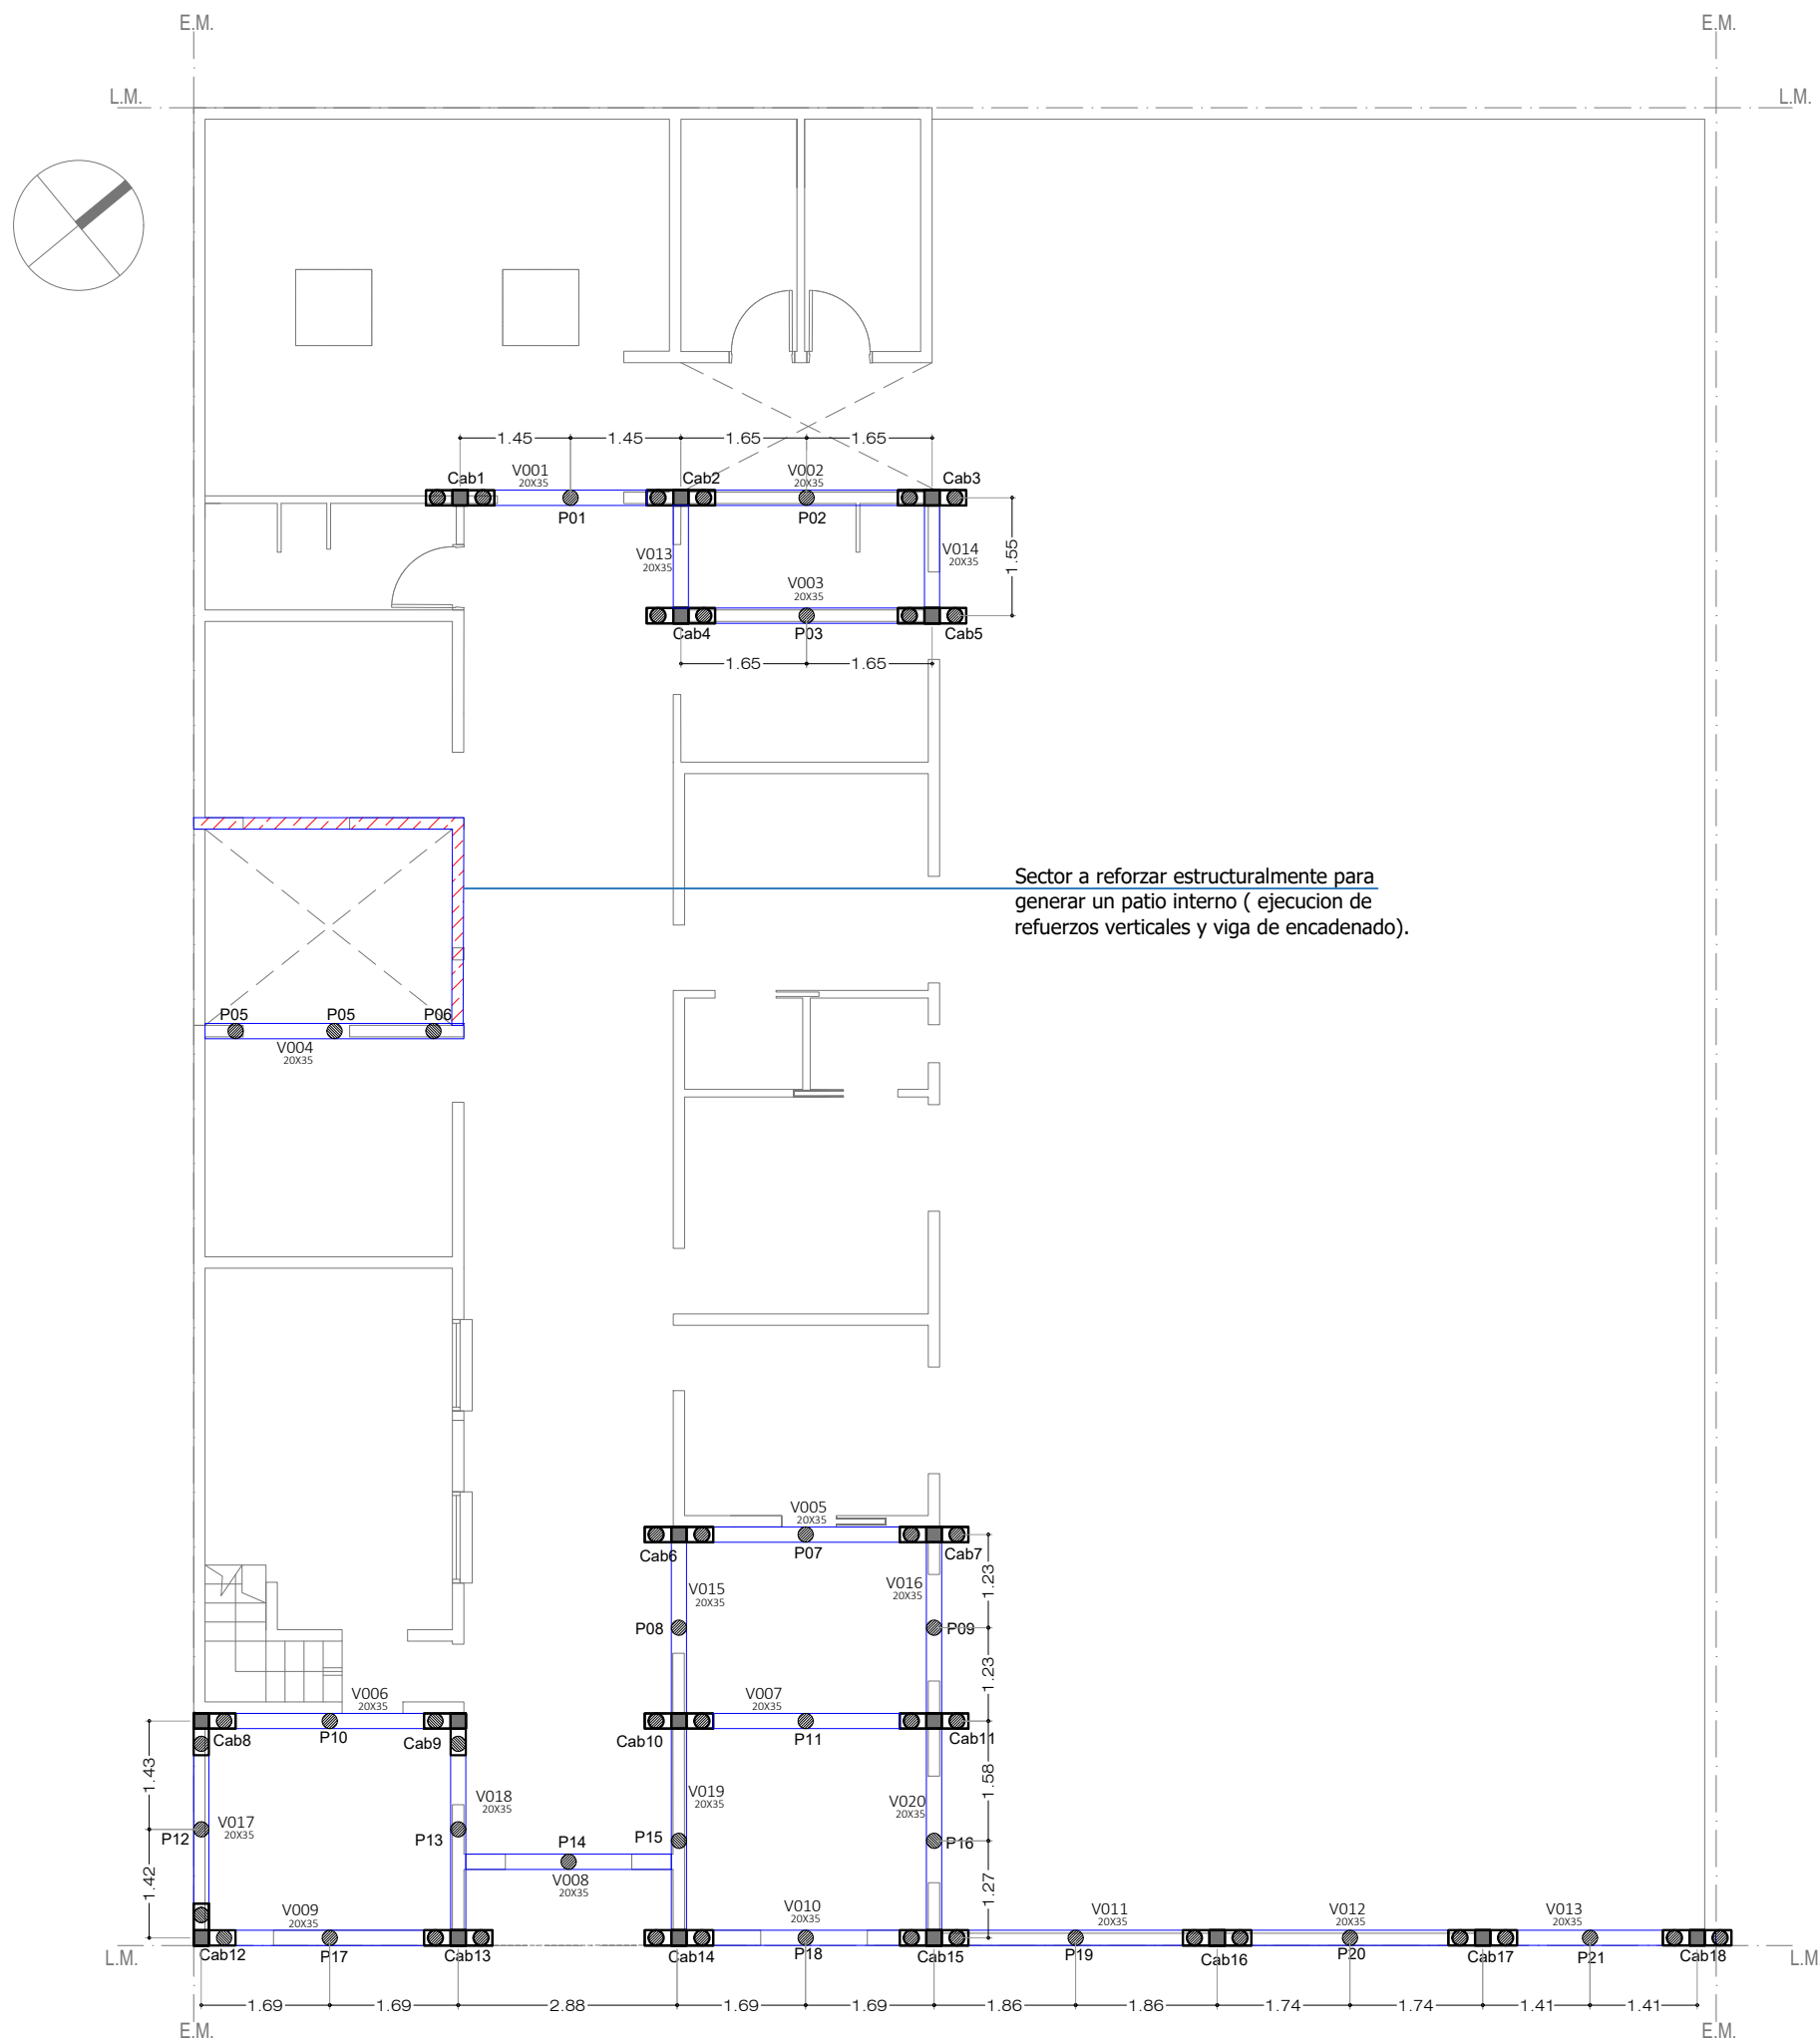 E.M.
E.M.
L.M.
L.M.
1.45
1.45
1.65
1.65
Cab1
V001
20X35
Cab2
V002
20X35
Cab3
P01
P02
V013
20X35
V014
20X35
1.55
V003
20X35
Cab4
P03
Cab5
1.65
1.65
Sector a reforzar estructuralmente para
generar un patio interno ( ejecucion de
refuerzos verticales y viga de encadenado).
P05
P05
P06
V004
20X35
V005
20X35
Cab6
P07
Cab7
1.23
V015
20X35
V016
20X35
P08
P09
1.23
V006
20X35
V007
20X35
Cab8
P10
Cab9
Cab10
P11
Cab11
1.43
1.58
V018
20X35
V019
20X35
V020
20X35
V017
20X35
P12
P13
P14
P15
P16
1.42
V008
20X35
1.27
V009
20X35
V010
20X35
V011
20X35
V012
20X35
V013
20X35
L.M.
Cab12
P17
Cab13
Cab14
P18
Cab15
P19
Cab16
P20
Cab17
P21
Cab18
L.M.
1.69
1.69
2.88
1.69
1.69
1.86
1.86
1.74
1.74
1.41
1.41
E.M.
E.M.